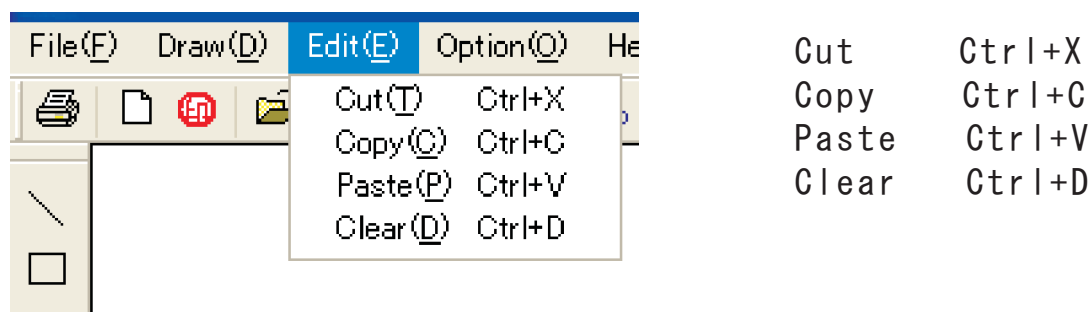 File(F) Draw(D) Edit(E) Option(O) He
Cut(T) Ctrl+X
Copy(C) Ctrl+C
Paste(P) Ctrl+V
Clear(D) Ctrl+D
Cut Ctrl+X
Copy Ctrl+C
Paste Ctrl+V
Clear Ctrl+D